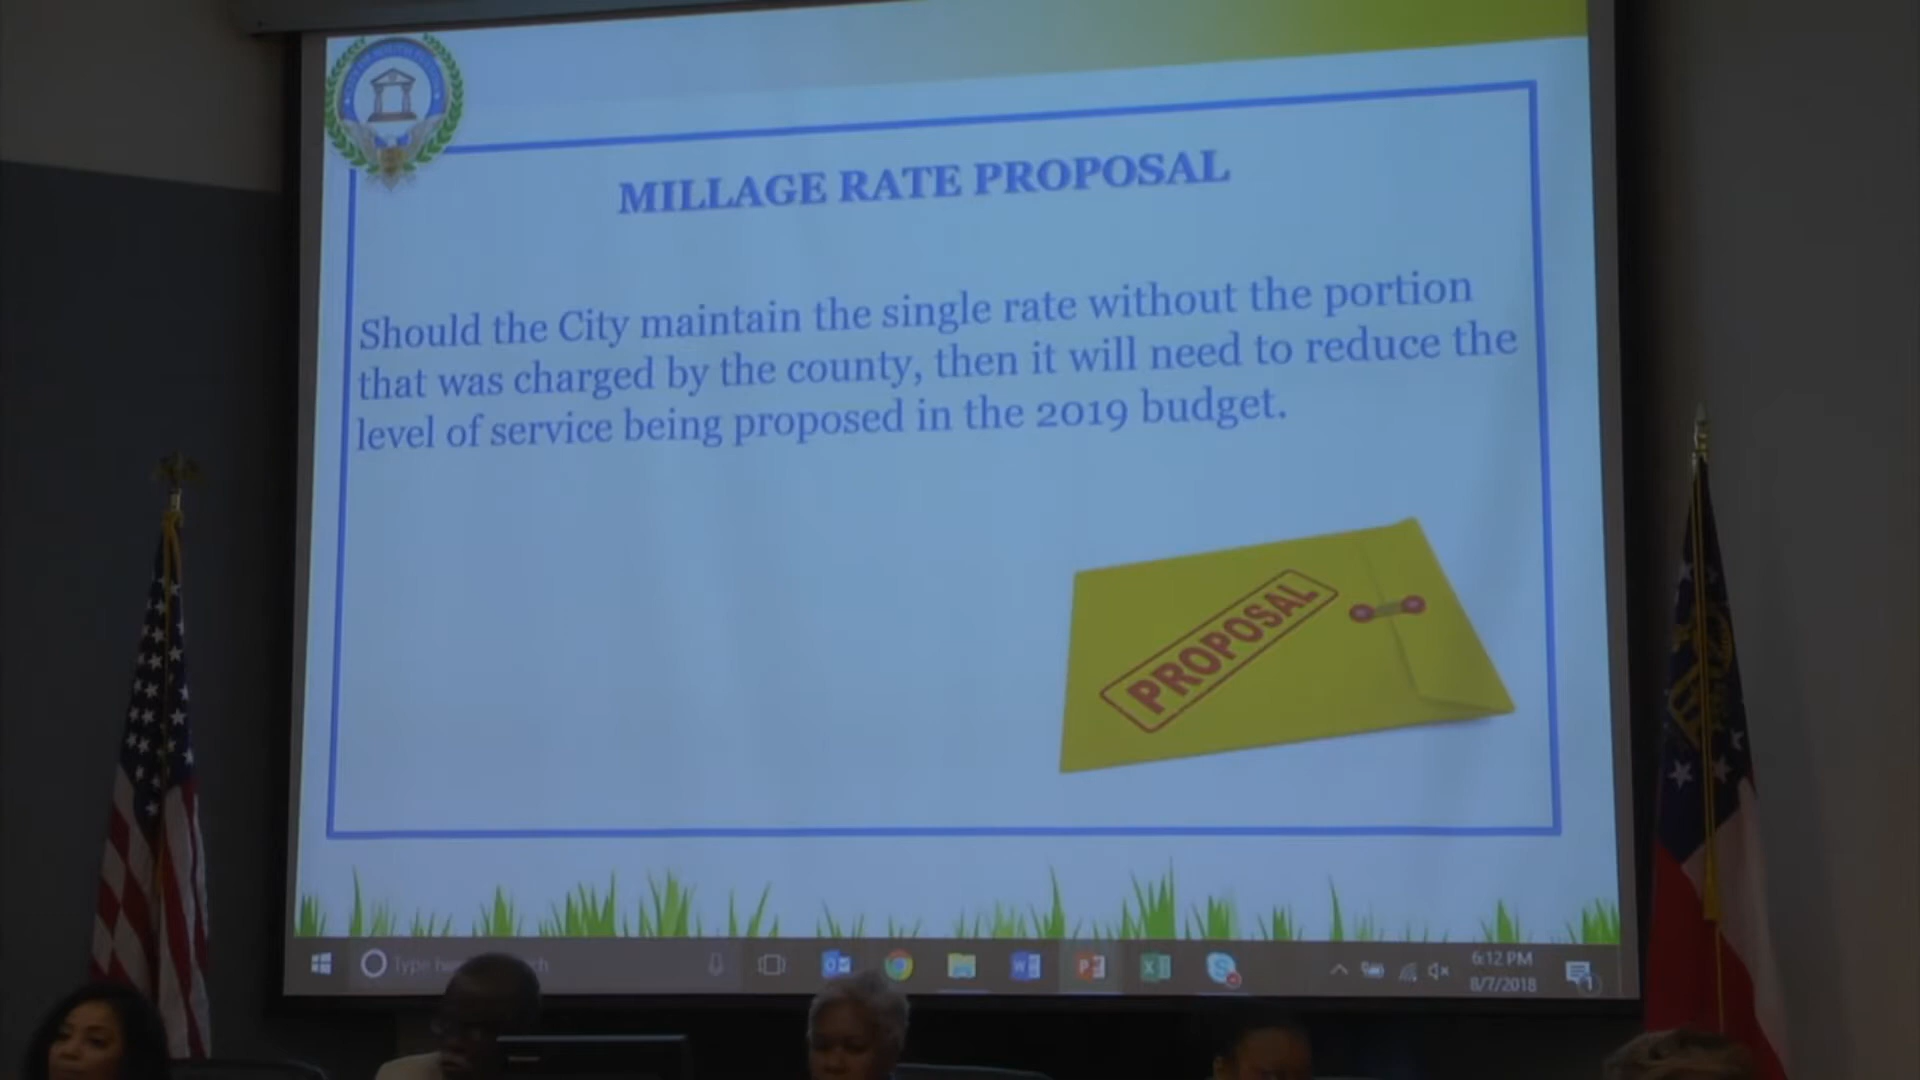 MILLAGE RATE PROPOSAL
Should the City maintain the single rate without the portion
that was charged by the county, then it will need to reduce the
level of service being proposed in the 2019 budget.
PROPOSAL
6:12 PM
8/7/2018